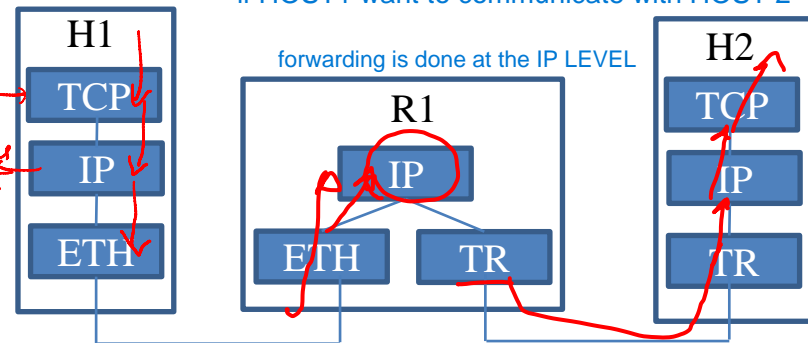 H1
TCP
IP
ETH
forwarding is done at the IP LEVEL
R1
IP
ETH
TR
H2
TCP
IP
TR